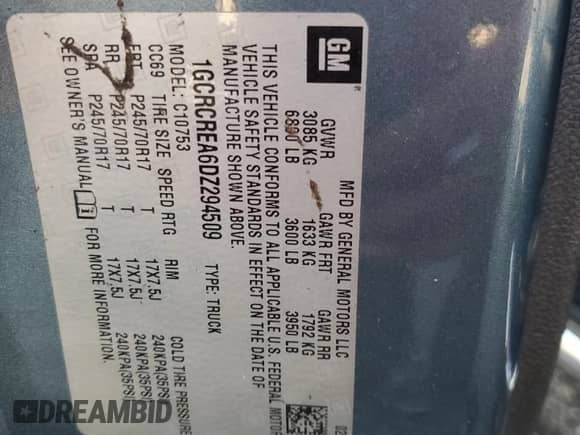 GM
MFD BY GENERAL MOTORS LLC
02
GVWR GAWR FRT GAWR RR
3085 KG 1633 KG 1792 KG
LB 3600 LB 3950 LB
THIS VEHICLE CONFORMS TO ALL APPLICABLE U.S. FEDERAL MOTOR
VEHICLE SAFETY STANDARDS IN EFFECT ON THE DATE OF
MANUFACTURE SHOWN ABOVE.
1GCRCREA6DZ294509 TYPE: TRUCK
MODEL: C10753
CC69 TIRE SIZE SPEED RTG RIM COLD TIRE PRESSURE
FRT P245/70R17 T 17X7.5J 240KPA(35PSI)
RR P245/70R17 T 17X7.5J 240KPA(35PSI)
SPA P245/70R17 T 17X7.5J 240KPA(35PSI)
SEE OWNER'S MANUAL FOR MORE INFORMATION.
DREAMBID